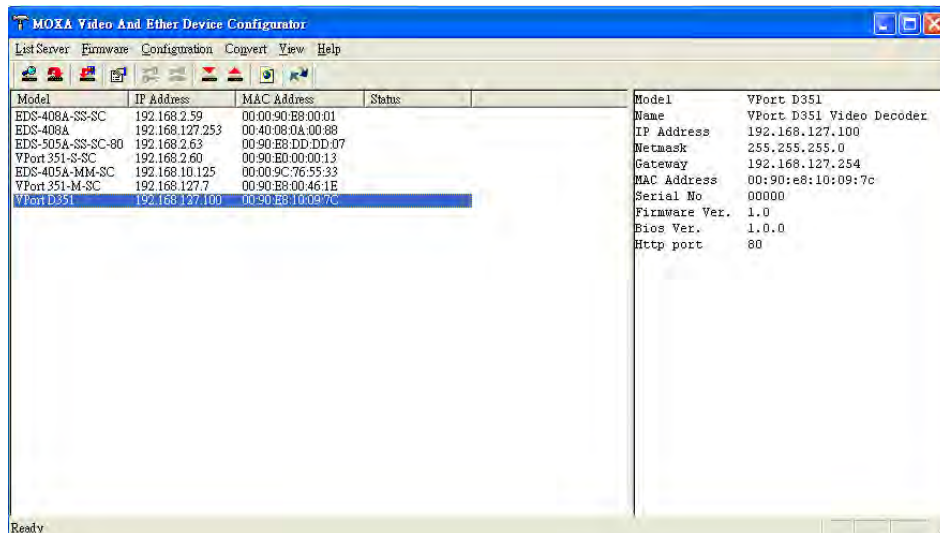 MOXA Video And Ether Device Configurator
List Server Firmware Configuration Convert View Help
Model IP Address MAC Address Status
EDS-408A-SS-SC 192.168.2.59 00:00:90:E8:00:01
EDS-408A 192.168.127.253 00:40:08:0A:00:88
EDS-505A-SS-SC-80 192.168.2.63 00:90:E8:DD:DD:07
VPort 351-S-SC 192.168.2.60 00:90:E0:00:00:13
EDS-405A-MM-SC 192.168.10.125 00:00:9C:76:55:33
VPort 351-M-SC 192.168.127.7 00:90:E8:00:46:1E
VPort D351 192.168.127.100 00:90:E8:10:09:7C
Model VPort D351
Name VPort D351 Video Decoder
IP Address 192.168.127.100
Netmask 255.255.255.0
Gateway 192.168.127.254
MAC Address 00:90:e8:10:09:7c
Serial No 00000
Firmware Ver. 1.0
Bios Ver. 1.0.0
Http port 80
Ready